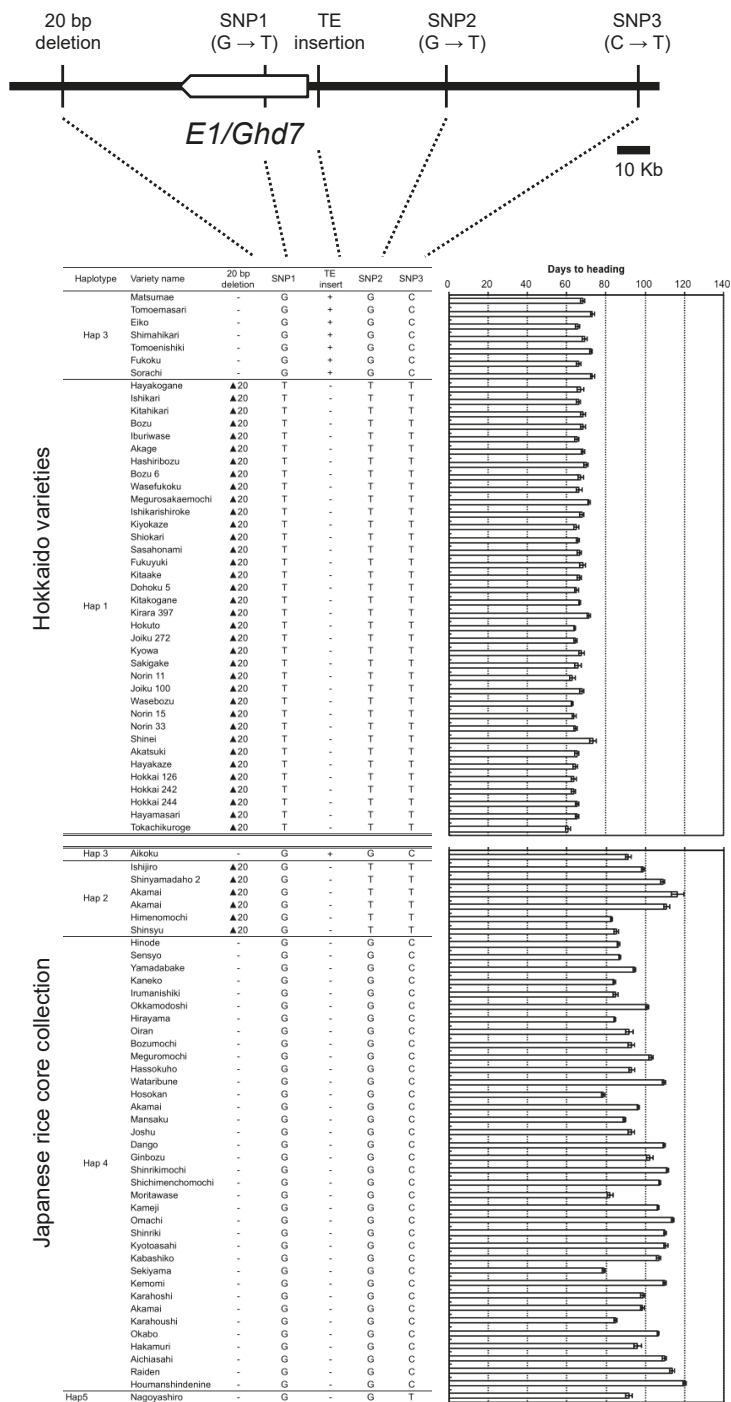 20 bp deletion
SNP1 (G → T)
TE insertion
SNP2 (G → T)
SNP3 (C → T)
E1/Ghd7
10 Kb
Haplotype Variety name 20 bp deletion SNP1 TE insert SNP2 SNP3
Days to heading
0 20 40 60 80 100 120 140
Hokkaido varieties
Matsumae - G + G C
Tomoemasari - G + G C
Eiko - G + G C
Hap 3 Shimahikari - G + G C
Tomoenishiki - G + G C
Fukoku - G + G C
Sorachi - G + G C
Hayakogane ▲20 T - T T
Ishikari ▲20 T - T T
Kitahikari ▲20 T - T T
Bozu ▲20 T - T T
Iburiwase ▲20 T - T T
Akage ▲20 T - T T
Hashiribozu ▲20 T - T T
Bozu 6 ▲20 T - T T
Wasefukoku ▲20 T - T T
Megurosakaemochi ▲20 T - T T
Ishikarishiroke ▲20 T - T T
Kiyokaze ▲20 T - T T
Shiokari ▲20 T - T T
Sasahonami ▲20 T - T T
Fukuyuki ▲20 T - T T
Kitaake ▲20 T - T T
Dohoku 5 ▲20 T - T T
Kitakogane ▲20 T - T T
Hap 1 Kirara 397 ▲20 T - T T
Hokuto ▲20 T - T T
Joiku 272 ▲20 T - T T
Kyowa ▲20 T - T T
Sakigake ▲20 T - T T
Norin 11 ▲20 T - T T
Joiku 100 ▲20 T - T T
Wasebozu ▲20 T - T T
Norin 15 ▲20 T - T T
Norin 33 ▲20 T - T T
Shinei ▲20 T - T T
Akatsuki ▲20 T - T T
Hayakaze ▲20 T - T T
Hokkai 126 ▲20 T - T T
Hokkai 242 ▲20 T - T T
Hokkai 244 ▲20 T - T T
Hayamasari ▲20 T - T T
Tokachikuroge ▲20 T - T T
Japanese rice core collection
Hap 3 Aikoku - G + G C
Ishijiro ▲20 G - T T
Shinyamadaho 2 ▲20 G - T T
Hap 2 Akamai ▲20 G - T T
Akamai ▲20 G - T T
Himenomochi ▲20 G - T T
Shinsyu ▲20 G - T T
Hinode - G - G C
Sensyo - G - G C
Yamadabake - G - G C
Kaneko - G - G C
Irumanishiki - G - G C
Okkamodoshi - G - G C
Hirayama - G - G C
Oiran - G - G C
Bozumochi - G - G C
Meguromochi - G - G C
Hassokuho - G - G C
Wataribune - G - G C
Hosokan - G - G C
Akamai - G - G C
Mansaku - G - G C
Joshu - G - G C
Dango - G - G C
Hap 4 Ginbozu - G - G C
Shinrikimochi - G - G C
Shichimenchomochi - G - G C
Moritawase - G - G C
Kameji - G - G C
Omachi - G - G C
Shinriki - G - G C
Kyotoasahi - G - G C
Kabashiko - G - G C
Sekiyama - G - G C
Kemomi - G - G C
Karahoshi - G - G C
Akamai - G - G C
Karahoushi - G - G C
Okabo - G - G C
Hakamuri - G - G C
Aichiasahi - G - G C
Raiden - G - G C
Houmanshindenine - G - G C
Hap5 Nagoyashiro - G - G T